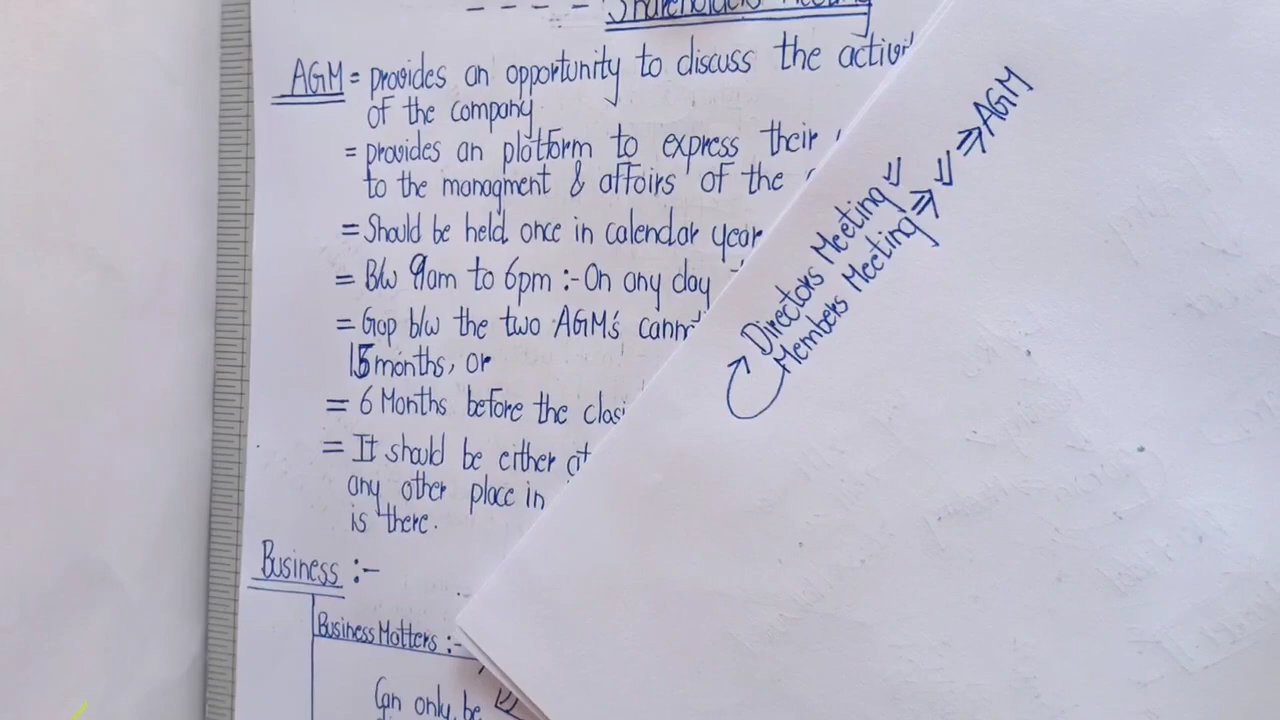 Shareholders Meeting
AGM = provides an opportunity to discuss the activi
of the company
= provides an platform to express their
to the managment & affairs of the
= Should be held once in calendar year
= B/w 9am to 6pm :- On any day
= Gap b/w the two AGM's cann
15 months, or
= 6 Months before the closi
= It should be either at
any other place in
is there.
Business :-
Business Matters :-
Can only be
Directors Meeting
Members Meeting ⇒ ⇒ AGM